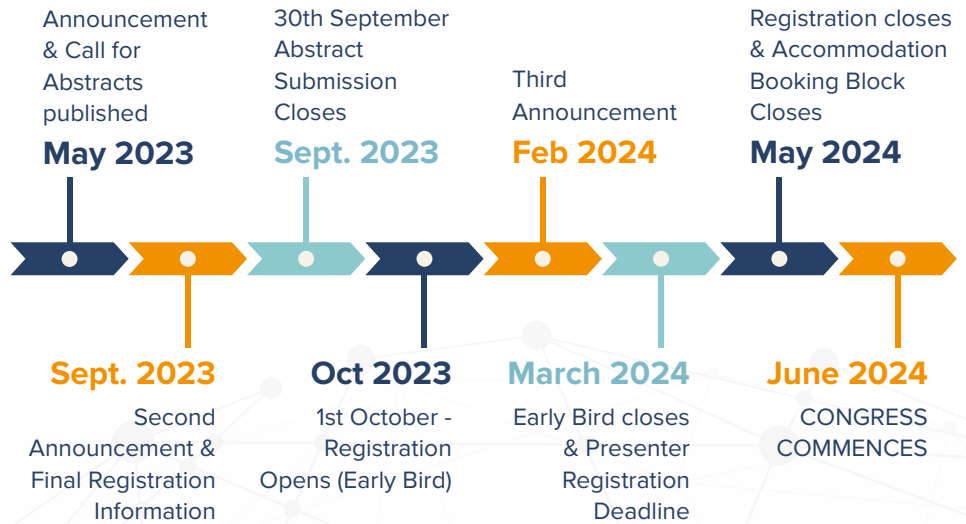 Announcement
& Call for
Abstracts
published
May 2023
30th September
Abstract
Submission
Closes
Sept. 2023
Third
Announcement
Feb 2024
Registration closes
& Accommodation
Booking Block
Closes
May 2024
Sept. 2023
Second
Announcement &
Final Registration
Information
Oct 2023
1st October -
Registration
Opens (Early Bird)
March 2024
Early Bird closes
& Presenter
Registration
Deadline
June 2024
CONGRESS
COMMENCES